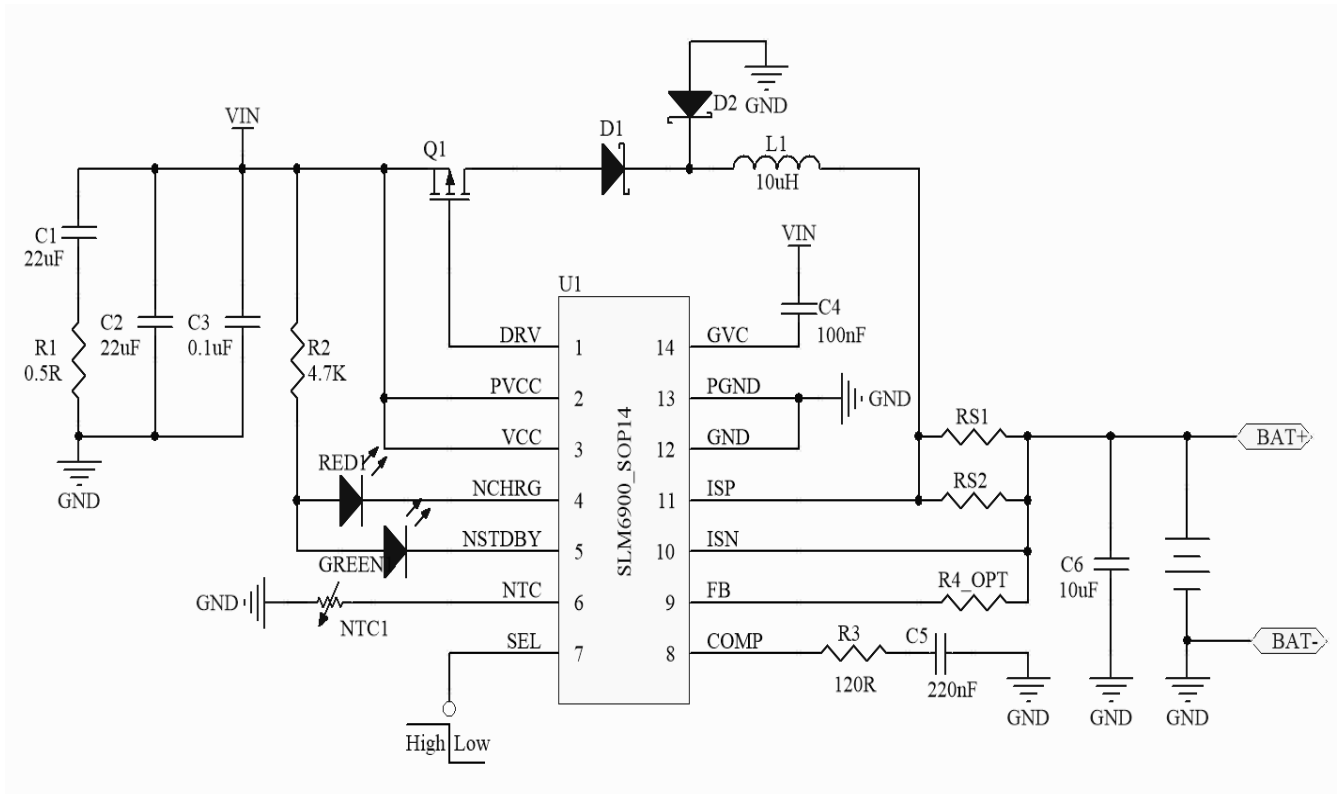 GND
D2
VIN
D1
Q1
L1
10uH
C1
22uF
VIN
U1
C4
100nF
R1
0.5R
C2
22uF
C3
0.1uF
R2
4.7K
DRV
1
14
GVC
PVCC
2
13
PGND
GND
VCC
3
12
GND
RS1
BAT+
GND
RED1
NCHRG
4
11
ISP
RS2
SLM6900_SOP14
GREEN
NSTDBY
5
10
ISN
C6
10uF
GND
NTC1
NTC
6
9
FB
R4_OPT
SEL
7
8
COMP
R3
120R
C5
220nF
BAT-
GND
GND
GND
High
Low